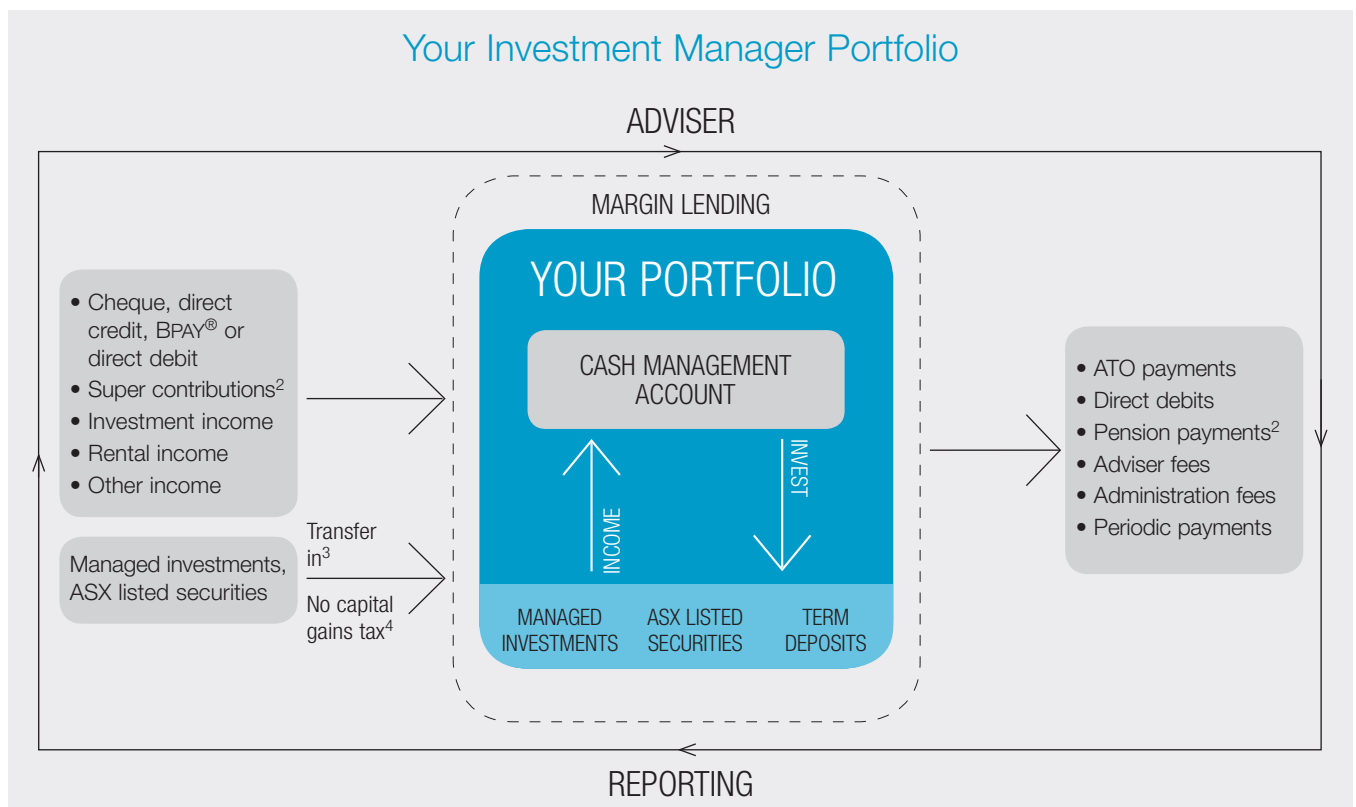 Your Investment Manager Portfolio
ADVISER
MARGIN LENDING
YOUR PORTFOLIO
CASH MANAGEMENT
ACCOUNT
INCOME
INVEST
MANAGED
INVESTMENTS
ASX LISTED
SECURITIES
TERM
DEPOSITS
• Cheque, direct
credit, BPAY® or
direct debit
• Super contributions²
• Investment income
• Rental income
• Other income
Managed investments,
ASX listed securities
Transfer
in³
No capital
gains tax⁴
• ATO payments
• Direct debits
• Pension payments²
• Adviser fees
• Administration fees
• Periodic payments
REPORTING